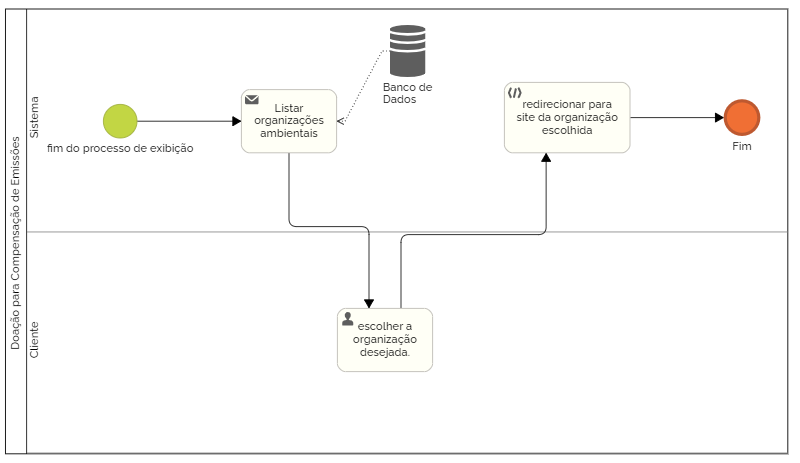 Doação para Compensação de Emissões
Sistema
fim do processo de exibição
Listar
organizações
ambientais
Banco de
Dados
redirecionar para
site da organização
escolhida
Fim
Cliente
escolher a
organização
desejada.